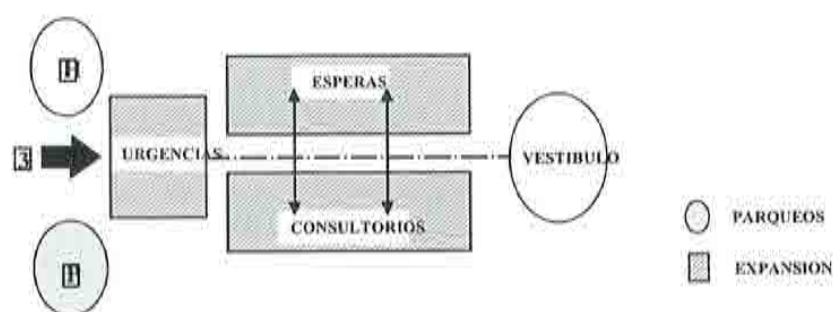 P
ESPERAS
3
URGENCIAS
VESTIBULO
CONSULTORIOS
P
PARQUEOS
EXPANSION